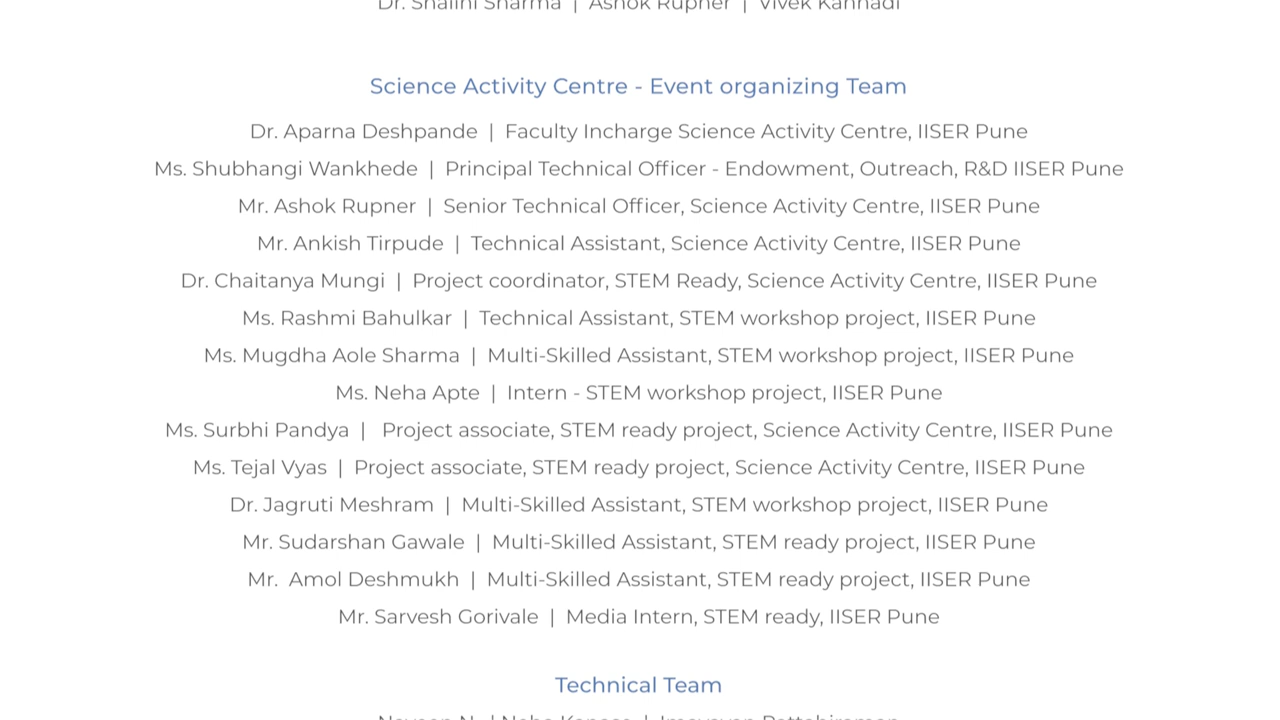 Dr. Shalini Sharma | Ashok Rupner | Vivek Kannadi
Science Activity Centre - Event organizing Team
Dr. Aparna Deshpande | Faculty Incharge Science Activity Centre, IISER Pune
Ms. Shubhangi Wankhede | Principal Technical Officer - Endowment, Outreach, R&D IISER Pune
Mr. Ashok Rupner | Senior Technical Officer, Science Activity Centre, IISER Pune
Mr. Ankish Tirpude | Technical Assistant, Science Activity Centre, IISER Pune
Dr. Chaitanya Mungi | Project coordinator, STEM Ready, Science Activity Centre, IISER Pune
Ms. Rashmi Bahulkar | Technical Assistant, STEM workshop project, IISER Pune
Ms. Mugdha Aole Sharma | Multi-Skilled Assistant, STEM workshop project, IISER Pune
Ms. Neha Apte | Intern - STEM workshop project, IISER Pune
Ms. Surbhi Pandya | Project associate, STEM ready project, Science Activity Centre, IISER Pune
Ms. Tejal Vyas | Project associate, STEM ready project, Science Activity Centre, IISER Pune
Dr. Jagruti Meshram | Multi-Skilled Assistant, STEM workshop project, IISER Pune
Mr. Sudarshan Gawale | Multi-Skilled Assistant, STEM ready project, IISER Pune
Mr. Amol Deshmukh | Multi-Skilled Assistant, STEM ready project, IISER Pune
Mr. Sarvesh Gorivale | Media Intern, STEM ready, IISER Pune
Technical Team